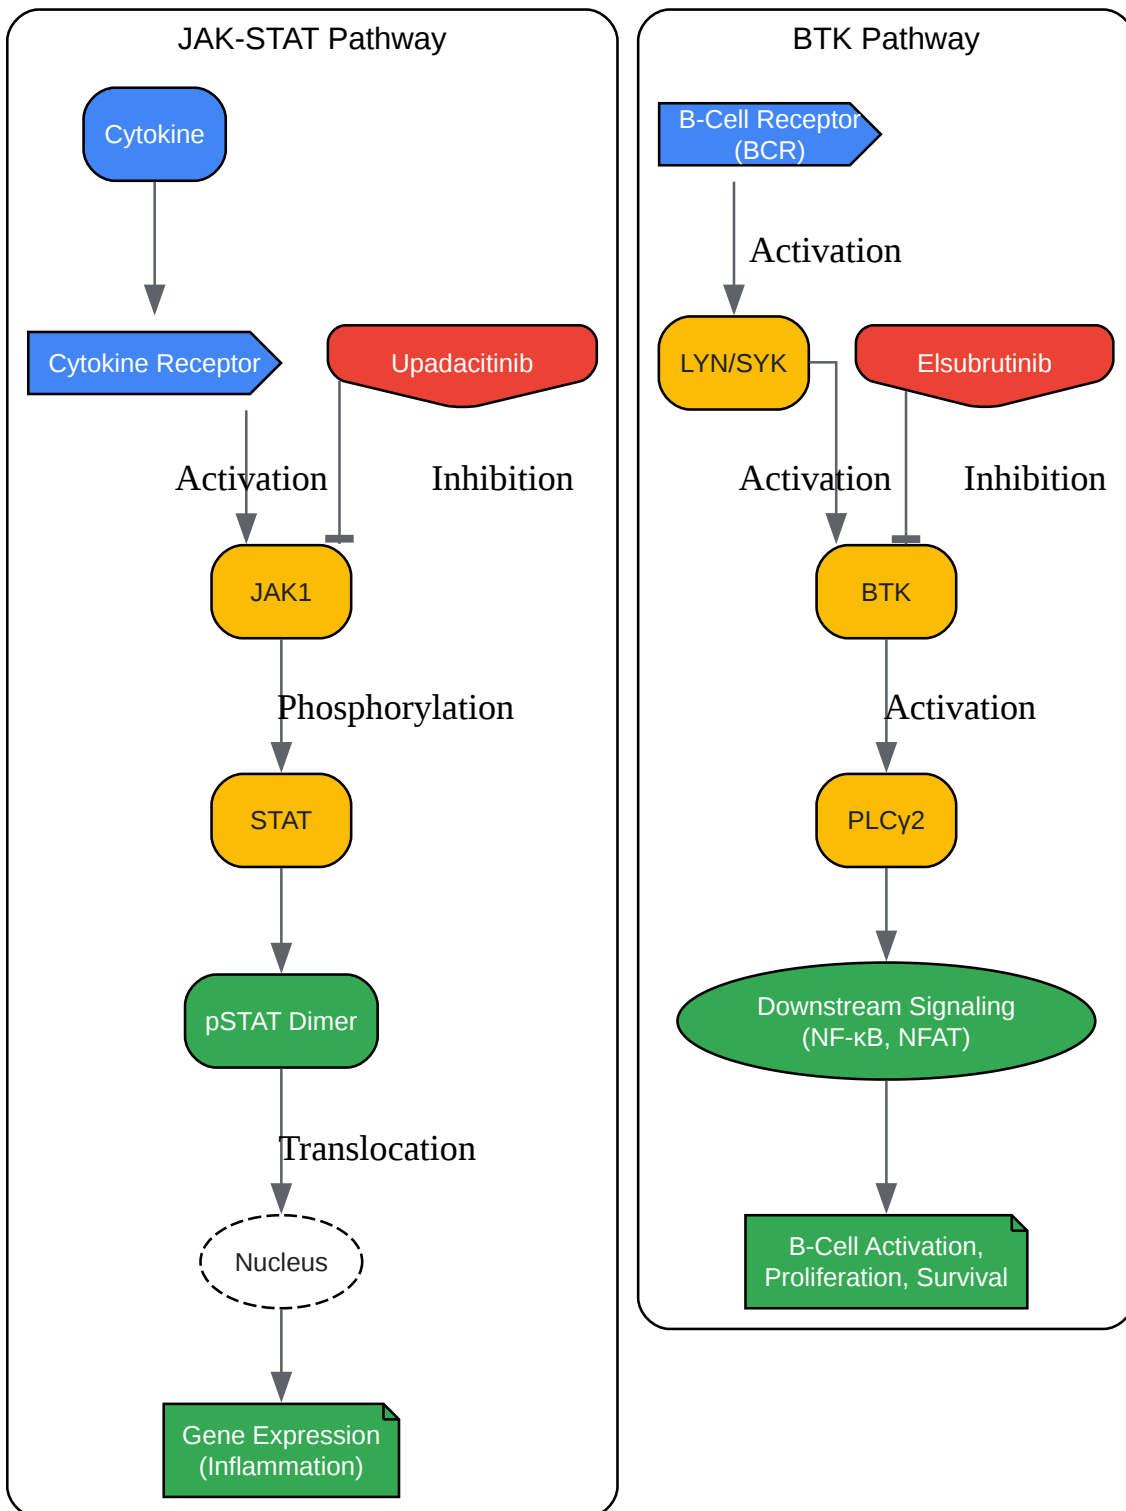 JAK-STAT Pathway
Cytokine
Cytokine Receptor
Upadacitinib
Activation
Inhibition
JAK1
Phosphorylation
STAT
pSTAT Dimer
Translocation
Nucleus
Gene Expression
(Inflammation)
BTK Pathway
B-Cell Receptor
(BCR)
Activation
LYN/SYK
Elsubrutinib
Activation
Inhibition
BTK
Activation
PLCγ2
Downstream Signaling
(NF-κB, NFAT)
B-Cell Activation,
Proliferation, Survival